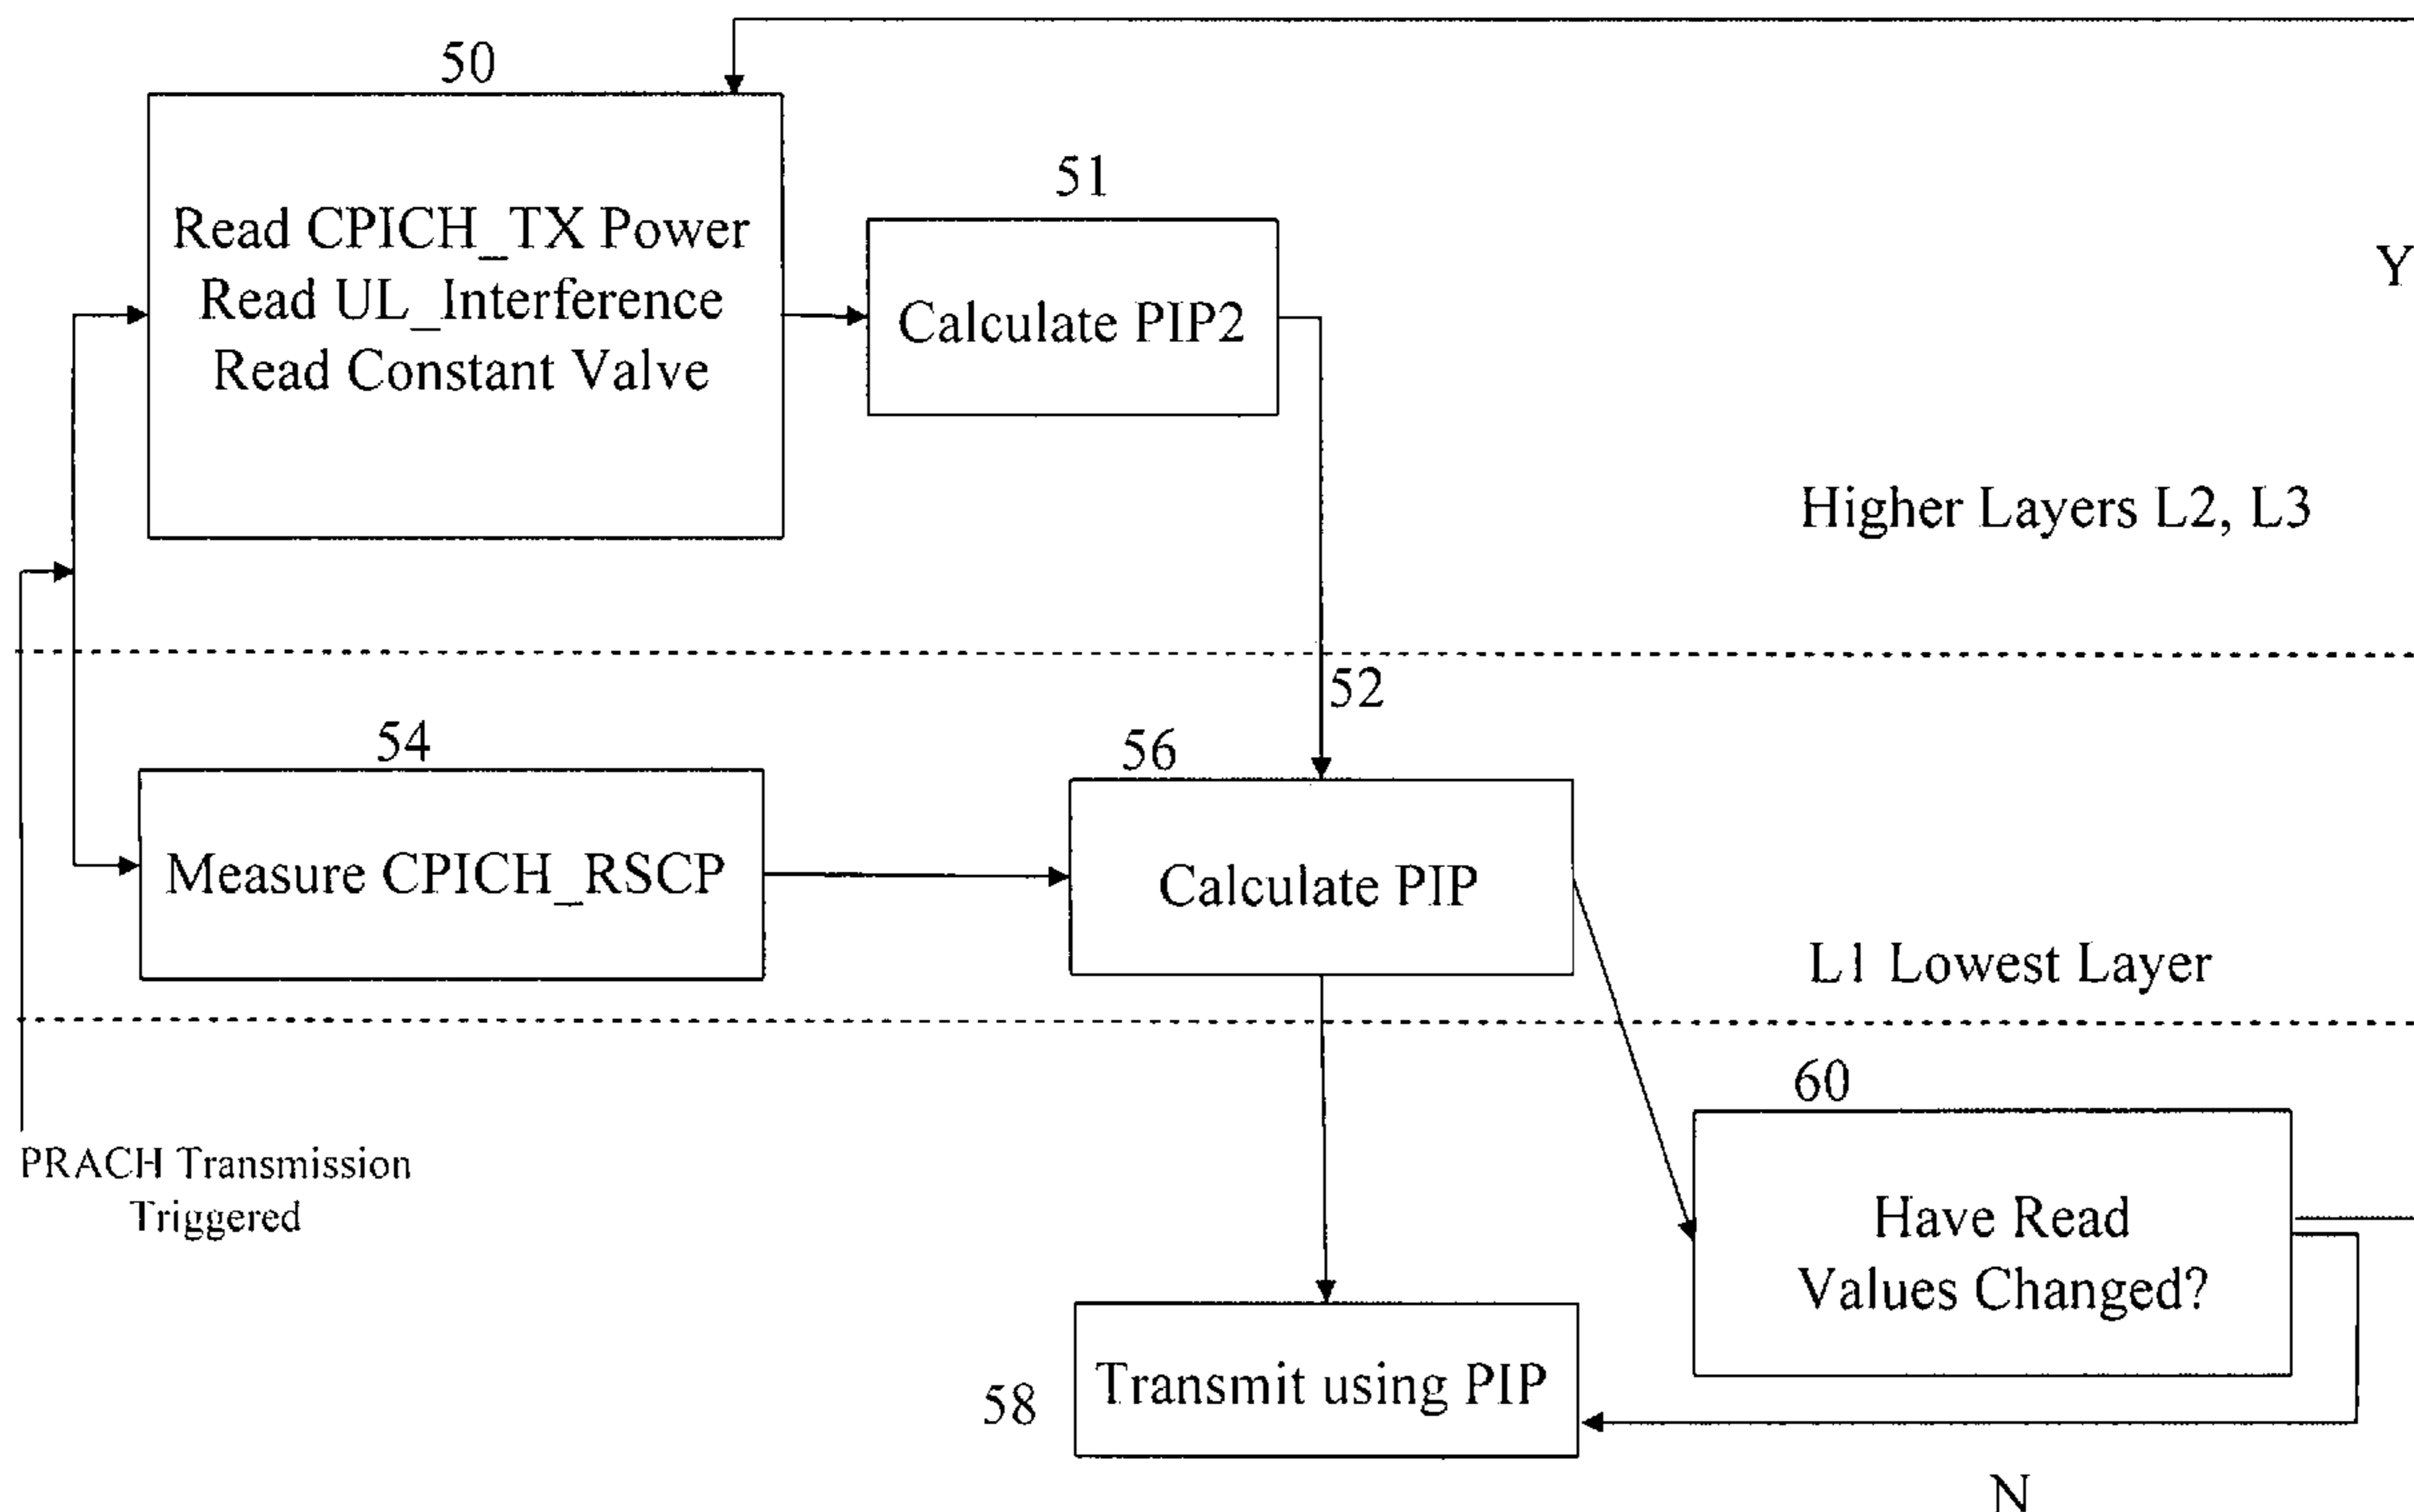 50
Read CPICH_TX Power
Read UL_Interference
Read Constant Valve
51
Calculate PIP2
Y
Higher Layers L2, L3
52
54
Measure CPICH_RSCP
56
Calculate PIP
L1 Lowest Layer
PRACH Transmission
Triggered
60
Have Read
Values Changed?
58
Transmit using PIP
N